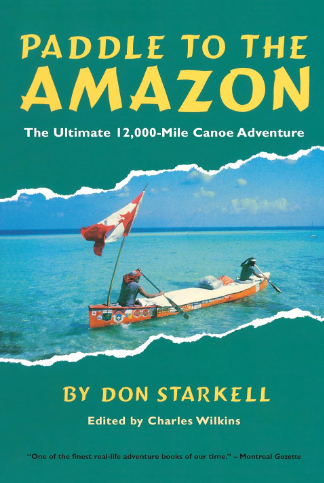 PADDLE TO THE
AMAZON
The Ultimate 12,000-Mile Canoe Adventure
BY DON STARKELL
Edited by Charles Wilkins
"One of the finest real-life adventure books of our time." – Montreal Gazette